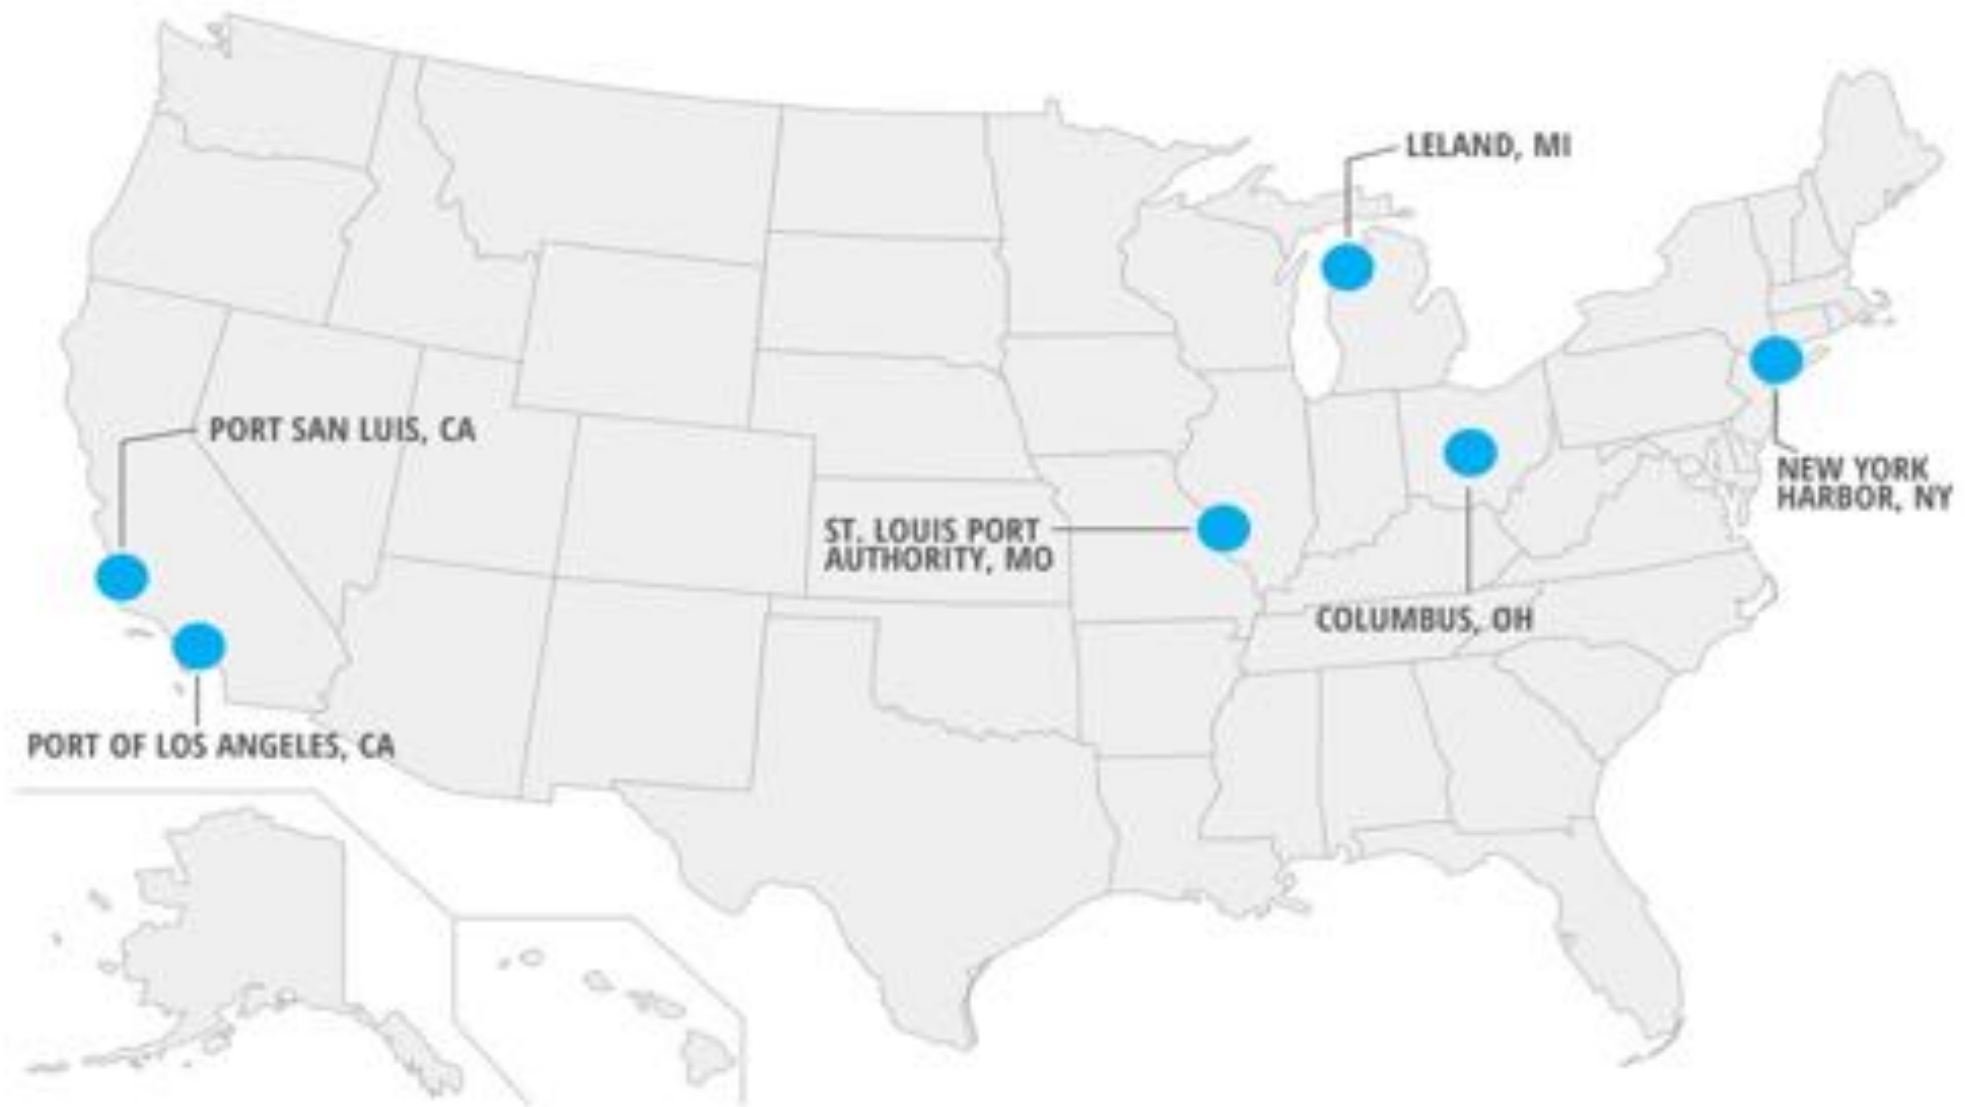 LELAND, MI
PORT SAN LUIS, CA
NEW YORK
HARBOR, NY
ST. LOUIS PORT
AUTHORITY, MO
COLUMBUS, OH
PORT OF LOS ANGELES, CA